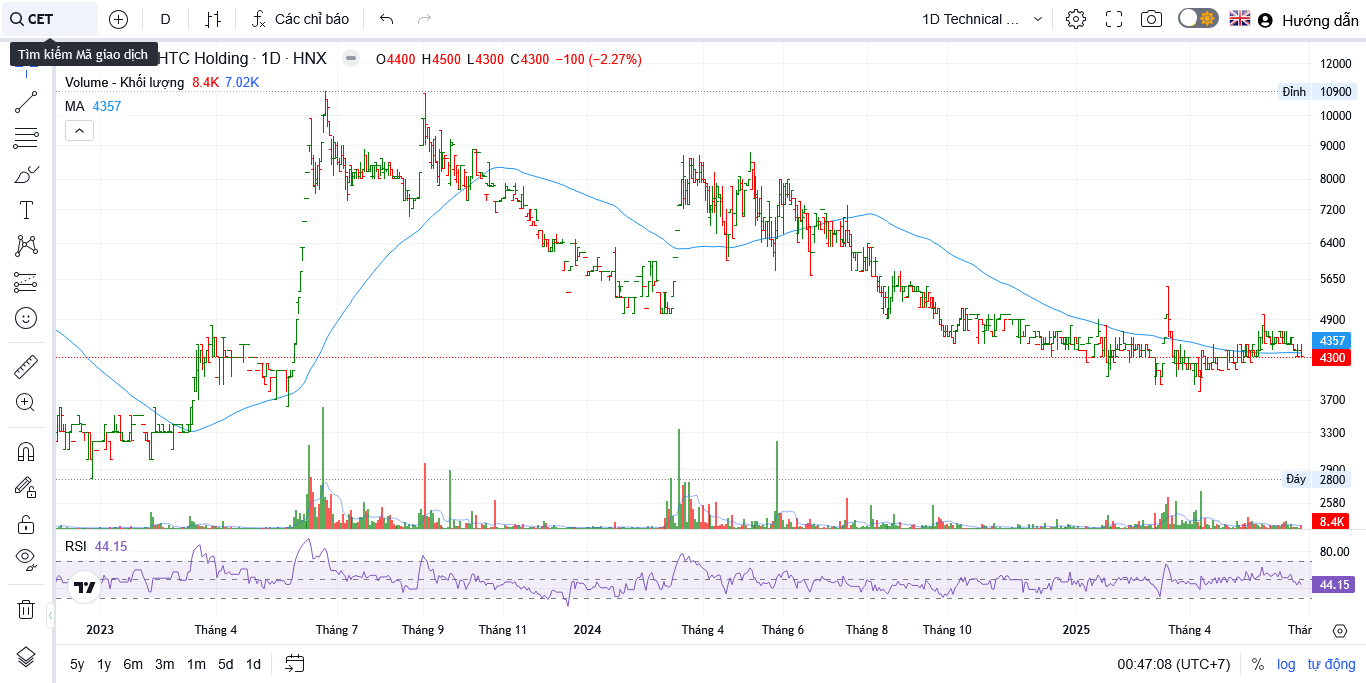 CET
D
Các chỉ báo
1D Technical ...
Hướng dẫn
Tìm kiếm Mã giao dịch
HTC Holding · 1D · HNX
O4400 H4500 L4300 C4300 −100 (−2.27%)
Volume - Khối lượng 8.4K 7.02K
MA 4357
12000
Đỉnh 10900
10000
9000
8000
7200
6400
5650
4900
4357
4300
3700
3300
2900
Đáy 2800
2580
8.4K
RSI 44.15
80.00
44.15
2023 Tháng 4 Tháng 7 Tháng 9 Tháng 11 2024 Tháng 4 Tháng 6 Tháng 8 Tháng 10 2025 Tháng 4 Thár
5y 1y 6m 3m 1m 5d 1d
00:47:08 (UTC+7) % log tự động